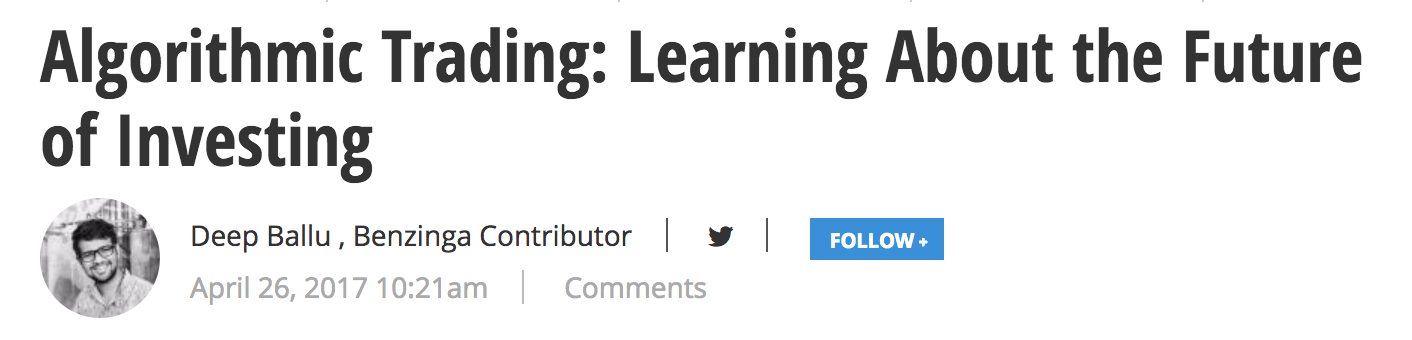 Algorithmic Trading: Learning About the Future
of Investing
Deep Ballu , Benzinga Contributor
FOLLOW +
April 26, 2017 10:21am
Comments